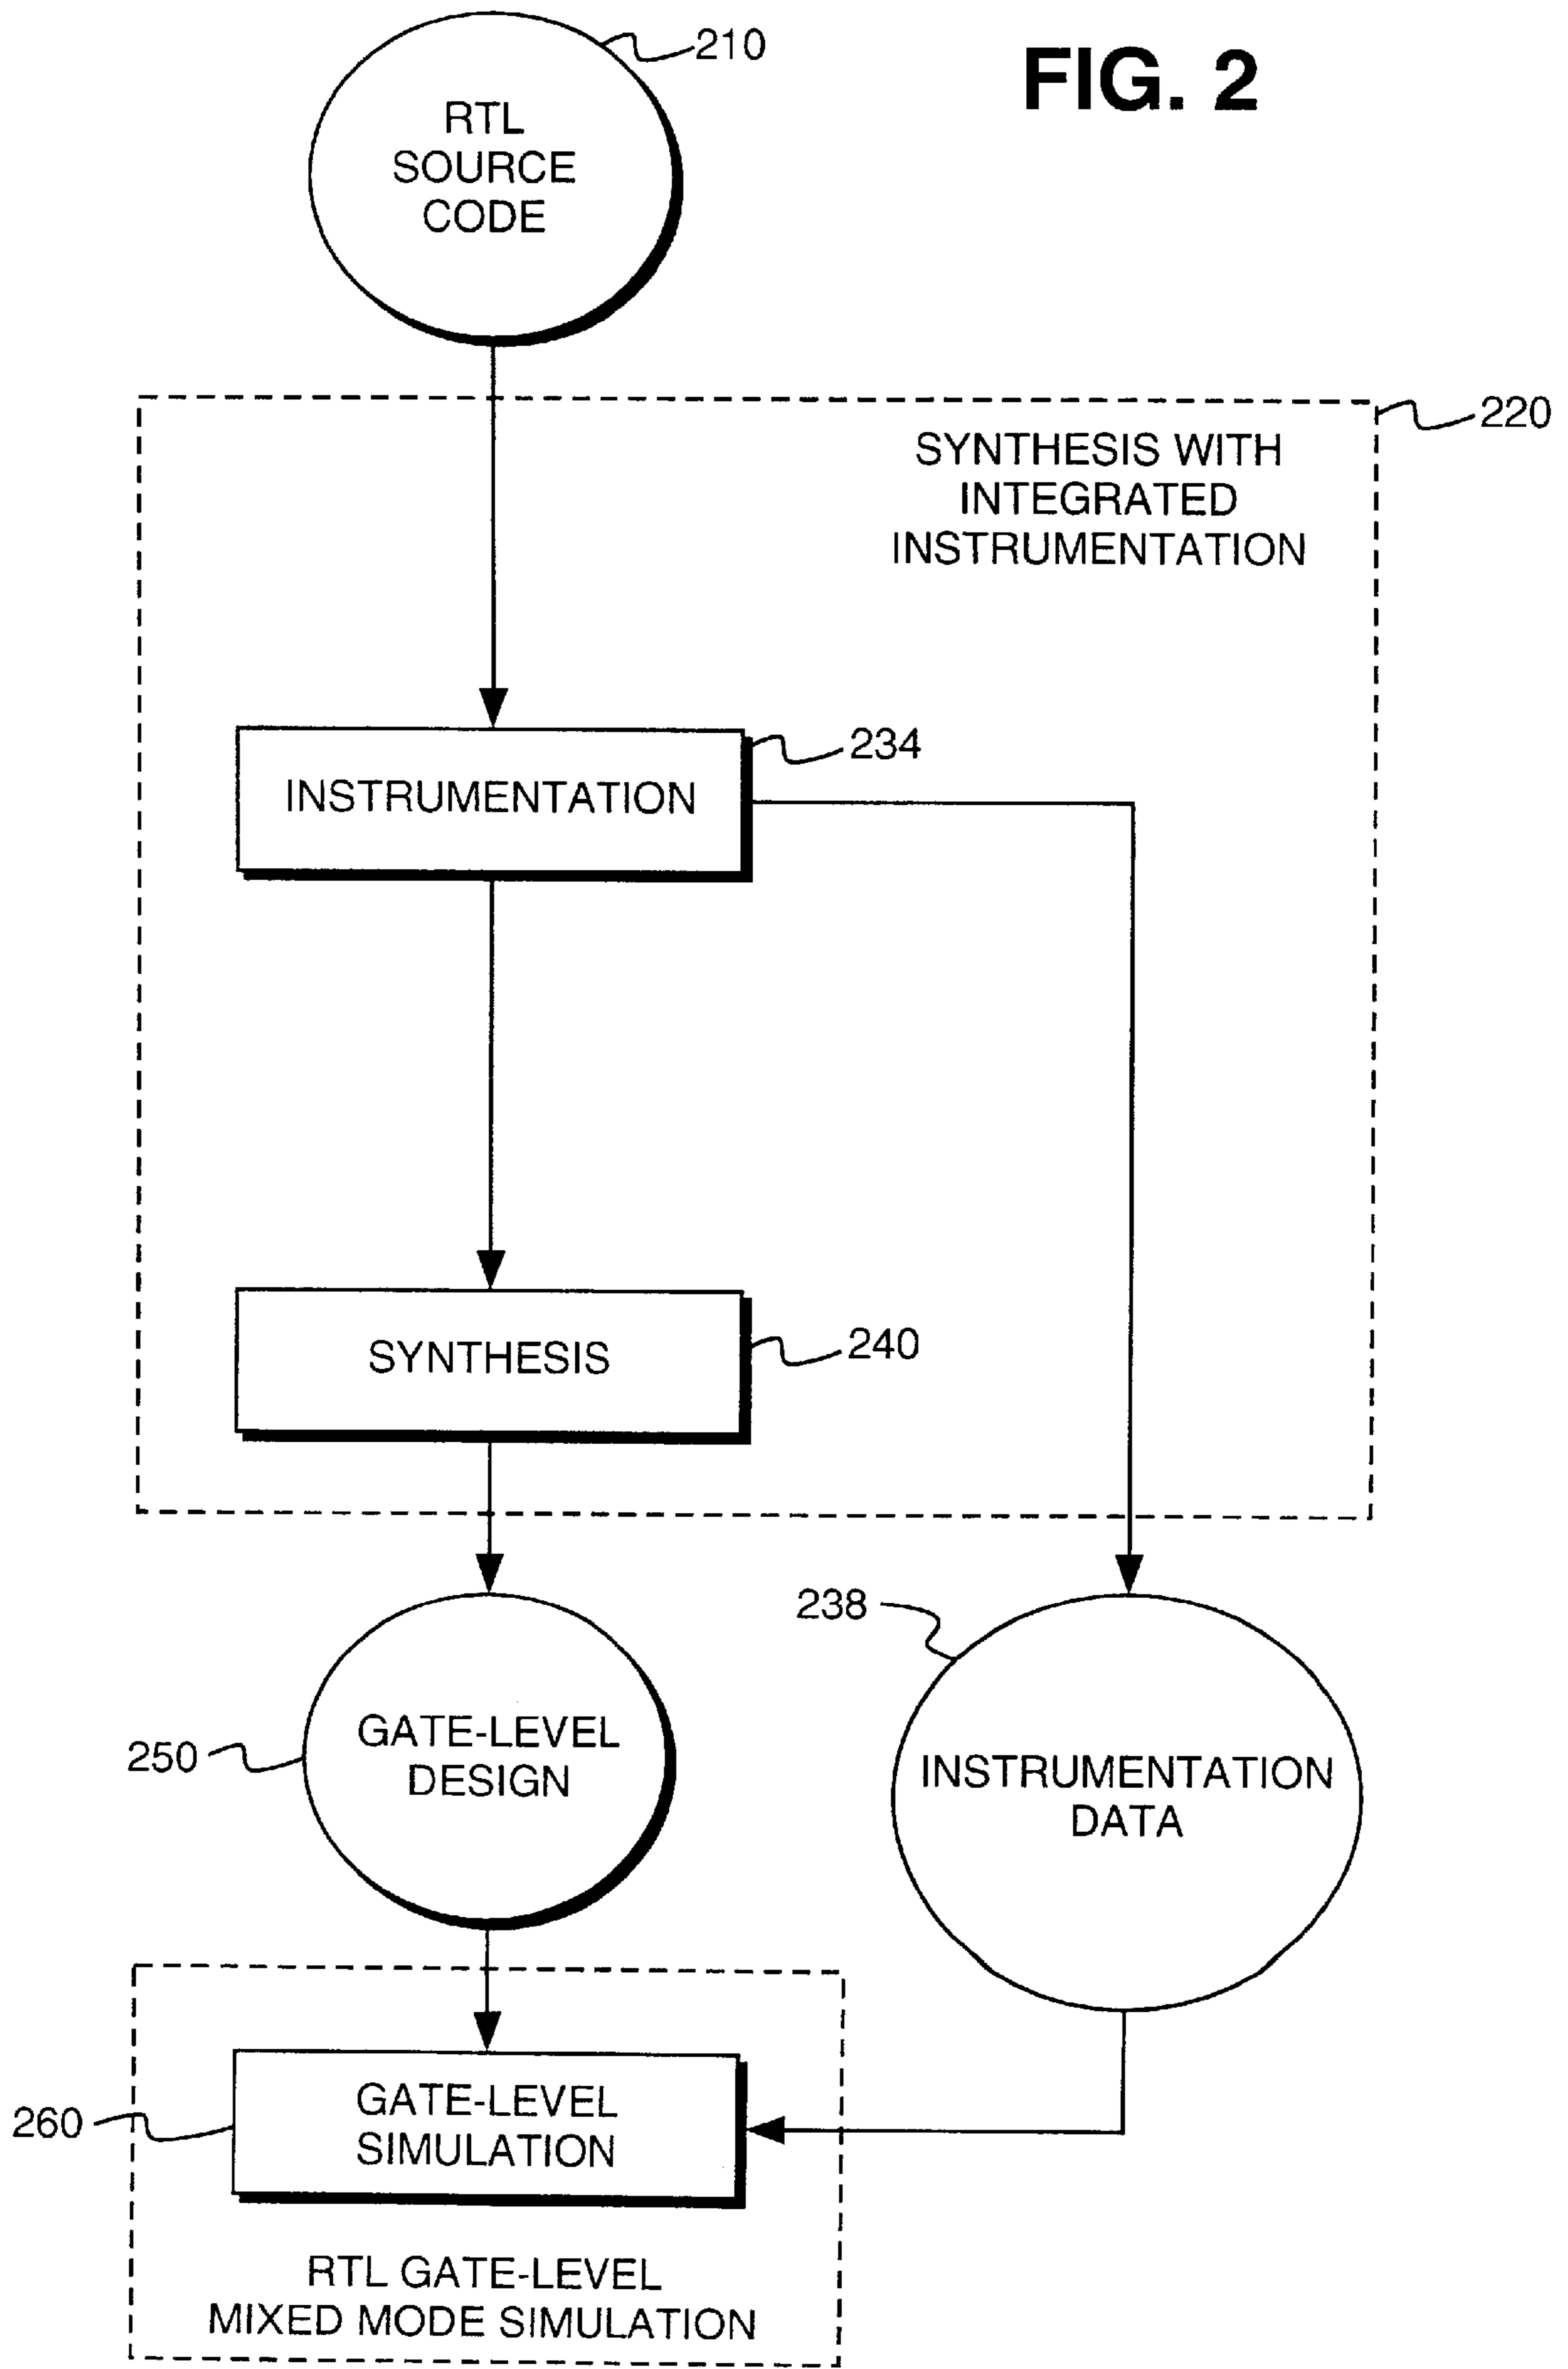 210
FIG. 2
RTL
SOURCE
CODE
220
SYNTHESIS WITH
INTEGRATED
INSTRUMENTATION
234
INSTRUMENTATION
SYNTHESIS
240
238
250
GATE-LEVEL
DESIGN
INSTRUMENTATION
DATA
260
GATE-LEVEL
SIMULATION
RTL GATE-LEVEL
MIXED MODE SIMULATION